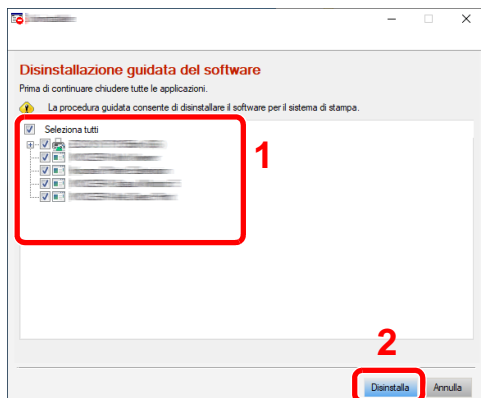 Disinstallazione guidata del software
Prima di continuare chiudere tutte le applicazioni.
La procedura guidata consente di disinstallare il software per il sistema di stampa.
Seleziona tutti
1
2
Disinstalla Annulla